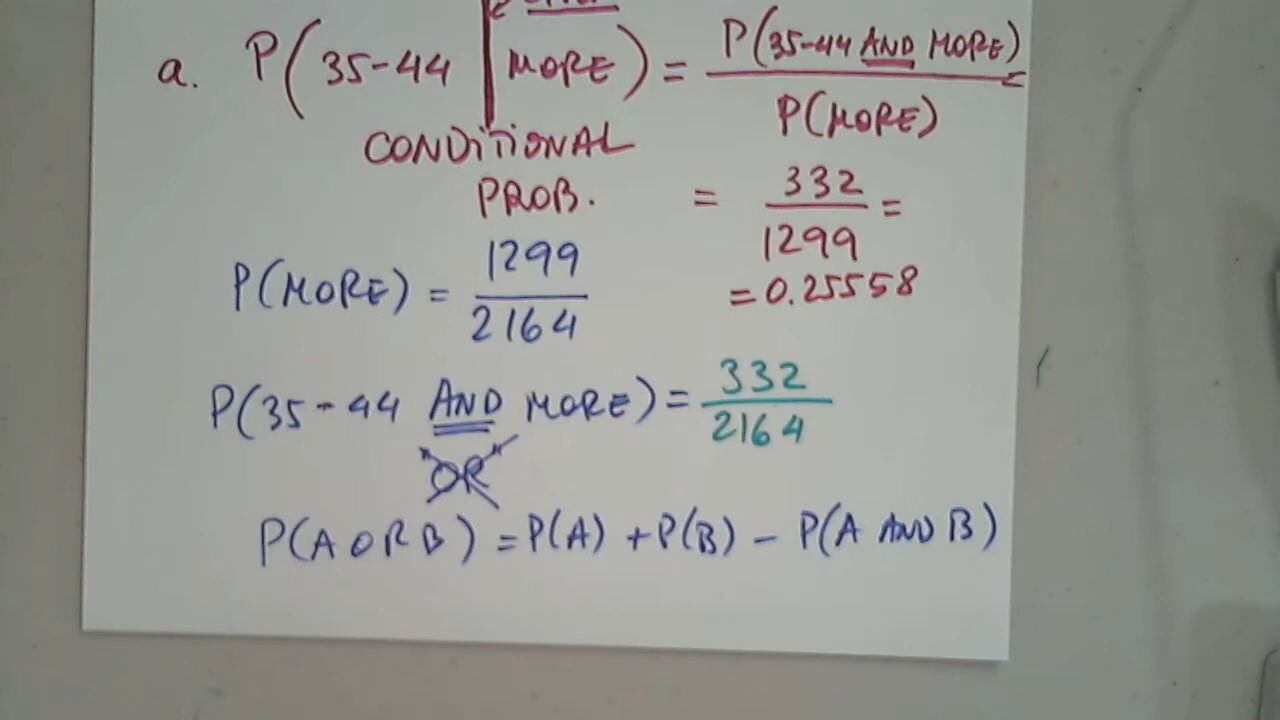 a. P(35-44 | MORE) = P(35-44 AND MORE) / P(MORE)
CONDITIONAL
PROB. = 332 / 1299 =
= 0.25558
P(MORE) = 1299 / 2164
P(35-44 AND MORE) = 332 / 2164
"OR"
P(A OR B) = P(A) + P(B) - P(A AND B)